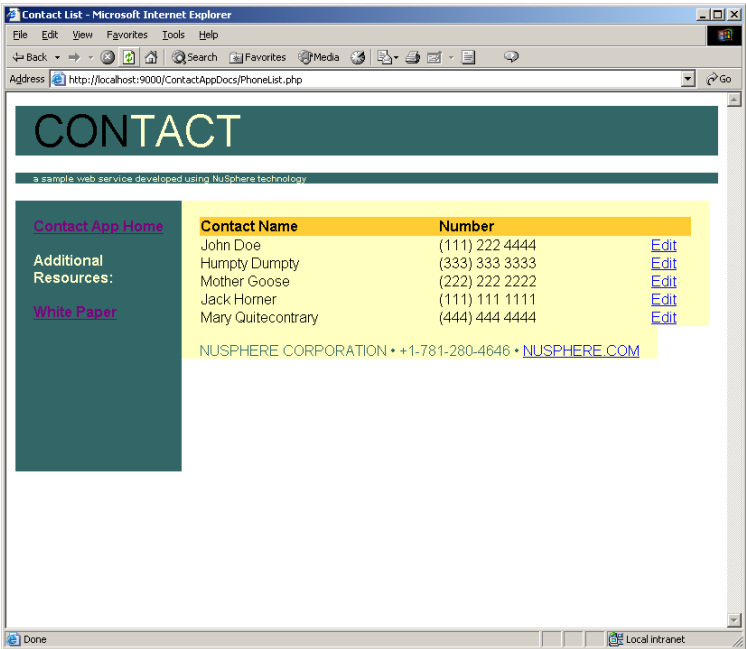 Contact List - Microsoft Internet Explorer
File Edit View Favorites Tools Help
Back Search Favorites Media
Address http://localhost:9000/ContactAppDocs/PhoneList.php Go
CONTACT
a sample web service developed using NuSphere technology
Contact App Home
Additional
Resources:
White Paper
Contact Name Number
John Doe (111) 222 4444 Edit
Humpty Dumpty (333) 333 3333 Edit
Mother Goose (222) 222 2222 Edit
Jack Horner (111) 111 1111 Edit
Mary Quitecontrary (444) 444 4444 Edit
NUSPHERE CORPORATION • +1-781-280-4646 • NUSPHERE.COM
Done Local intranet